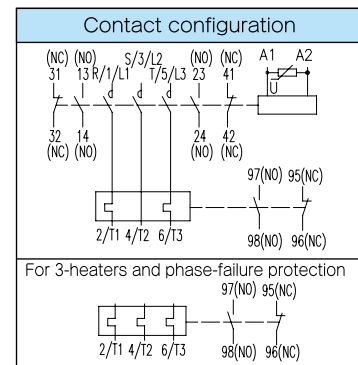 Contact configuration
(NC) (NO) S/3/L2 (NO) (NC) A1 A2
31 13 R/1/L1 T/5/L3 23 41
U
32 14 24 42
(NC) (NO) (NO) (NC)
97(NO) 95(NC)
2/T1 4/T2 6/T3
98(NO) 96(NC)
For 3-heaters and phase-failure protection
97(NO) 95(NC)
2/T1 4/T2 6/T3 98(NO) 96(NC)